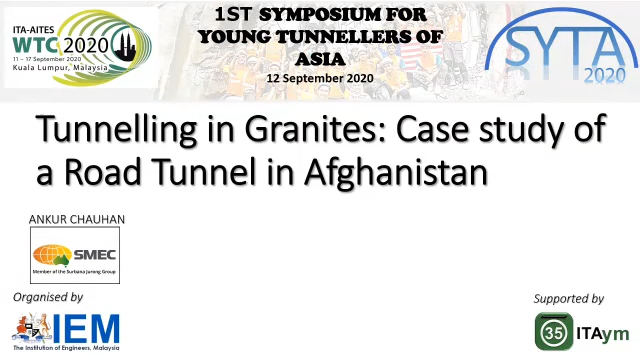 ITA-AITES
WTC 2020
11 - 17 September 2020
Kuala Lumpur, Malaysia
1ST SYMPOSIUM FOR
YOUNG TUNNELLERS OF
ASIA
12 September 2020
SYTA
2020
Tunnelling in Granites: Case study of
a Road Tunnel in Afghanistan
ANKUR CHAUHAN
SMEC
Member of the Surbana Jurong Group
Organised by
IEM
The Institution of Engineers, Malaysia
Supported by
35 ITAym